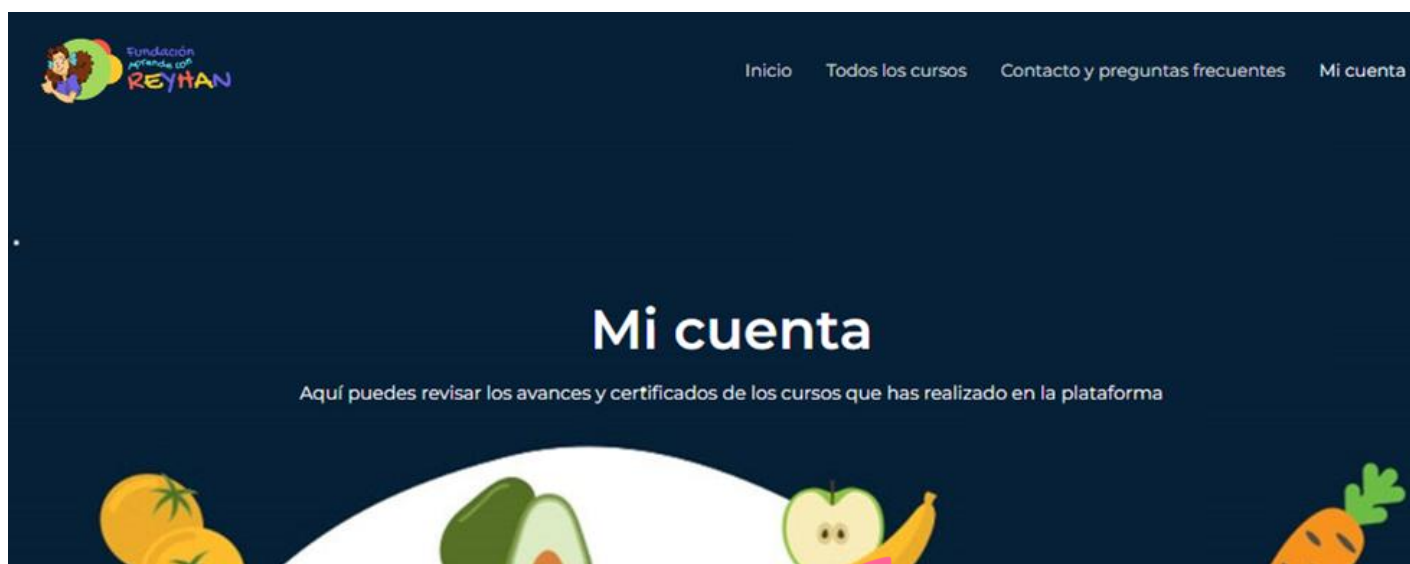 Fundación
Aprende con
REYHAN
Inicio Todos los cursos Contacto y preguntas frecuentes Mi cuenta
Mi cuenta
Aquí puedes revisar los avances y certificados de los cursos que has realizado en la plataforma